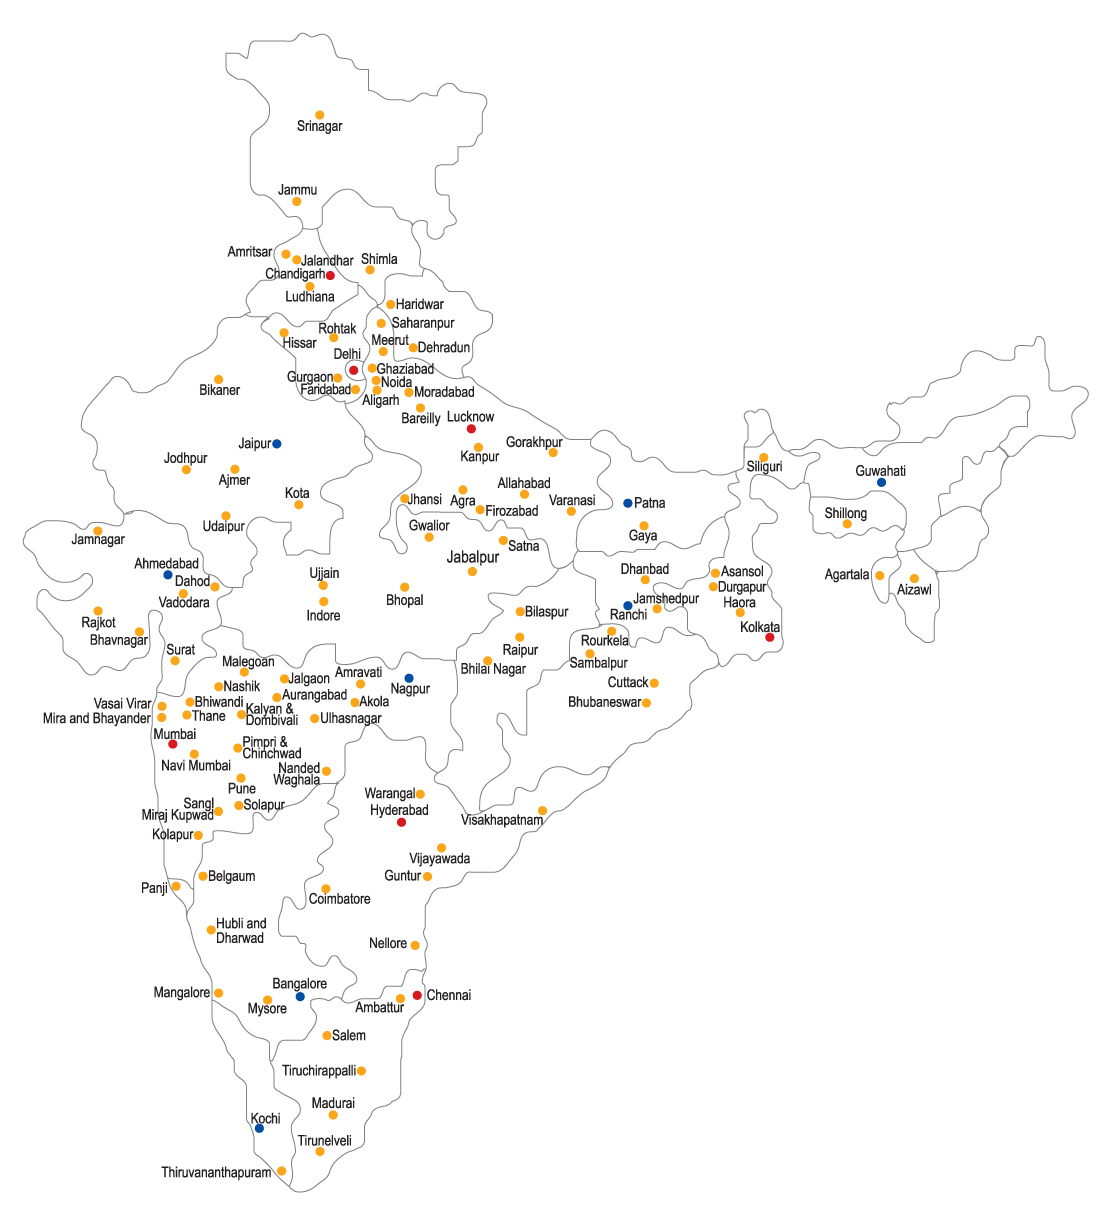 Srinagar
Jammu
Amritsar
Jalandhar
Shimla
Chandigarh
Ludhiana
Haridwar
Saharanpur
Rohtak
Hissar
Meerut
Dehradun
Delhi
Ghaziabad
Gurgaon
Noida
Faridabad
Moradabad
Aligarh
Bikaner
Bareilly
Lucknow
Jaipur
Kanpur
Gorakhpur
Jodhpur
Ajmer
Siliguri
Guwahati
Kota
Jhansi
Agra
Allahabad
Firozabad
Varanasi
Patna
Shillong
Udaipur
Gwalior
Gaya
Jamnagar
Satna
Jabalpur
Ahmedabad
Dahod
Vadodara
Ujjain
Indore
Bhopal
Dhanbad
Asansol
Durgapur
Agartala
Aizawl
Jamshedpur
Haora
Ranchi
Kolkata
Bilaspur
Rajkot
Bhavnagar
Raipur
Rourkela
Surat
Bhilai Nagar
Sambalpur
Malegoan
Nashik
Jalgaon
Amravati
Nagpur
Cuttack
Aurangabad
Akola
Bhubaneswar
Vasai Virar
Bhiwandi
Mira and Bhayander
Thane
Kalyan &
Dombivali
Ulhasnagar
Mumbai
Pimpri &
Chinchwad
Navi Mumbai
Nanded
Waghala
Pune
Warangal
Sangl
Miraj Kupwad
Solapur
Hyderabad
Visakhapatnam
Kolapur
Vijayawada
Guntur
Belgaum
Panji
Coimbatore
Hubli and
Dharwad
Nellore
Bangalore
Mangalore
Mysore
Ambattur
Chennai
Salem
Tiruchirappalli
Madurai
Kochi
Tirunelveli
Thiruvananthapuram